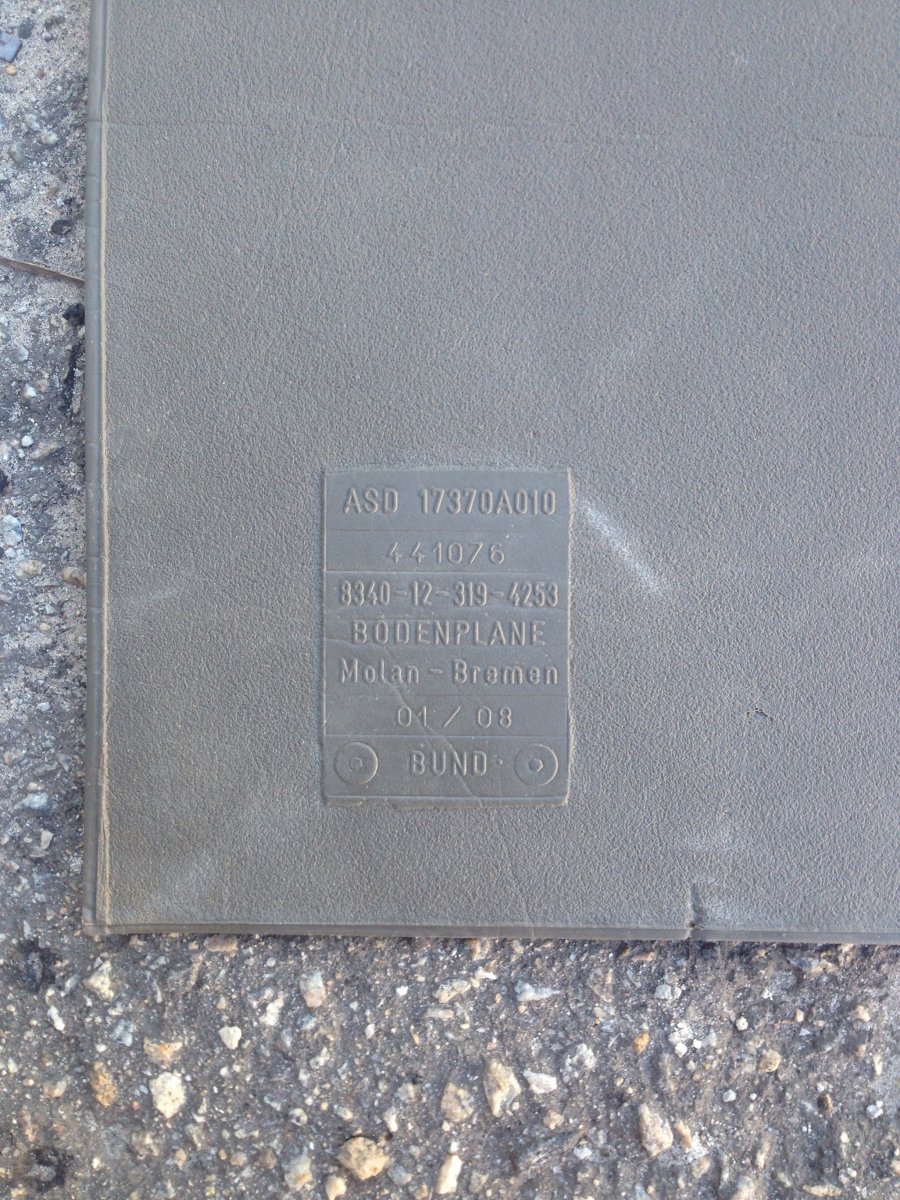 ASD 17370A010
441076
8340-12-319-4253
BODENPLANE
Molan-Bremen
01 / 08
BUND